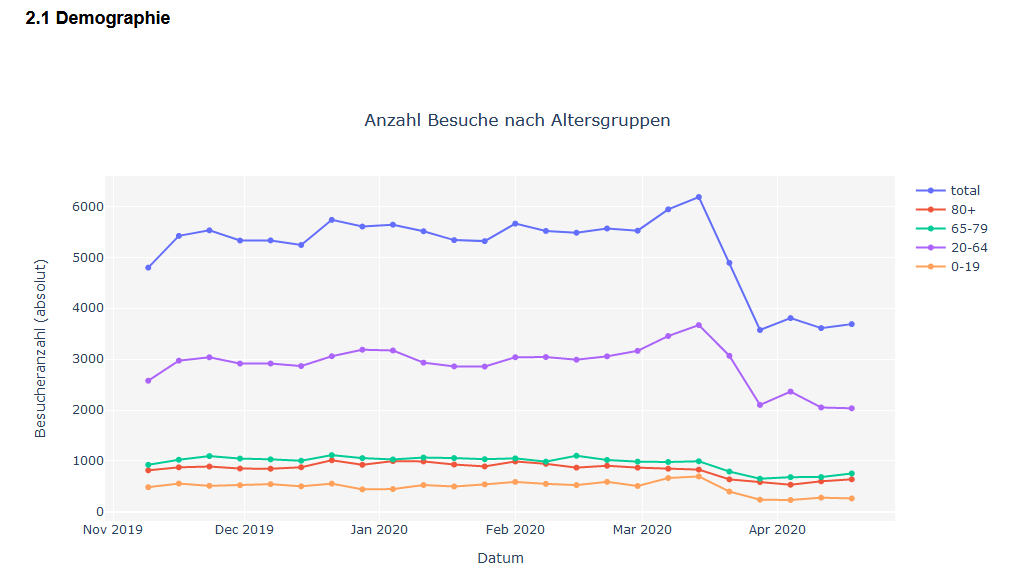 2.1 Demographie
Anzahl Besuche nach Altersgruppen
total
80+
65-79
20-64
0-19
Besucheranzahl (absolut)
6000
5000
4000
3000
2000
1000
0
Nov 2019
Dec 2019
Jan 2020
Feb 2020
Mar 2020
Apr 2020
Datum